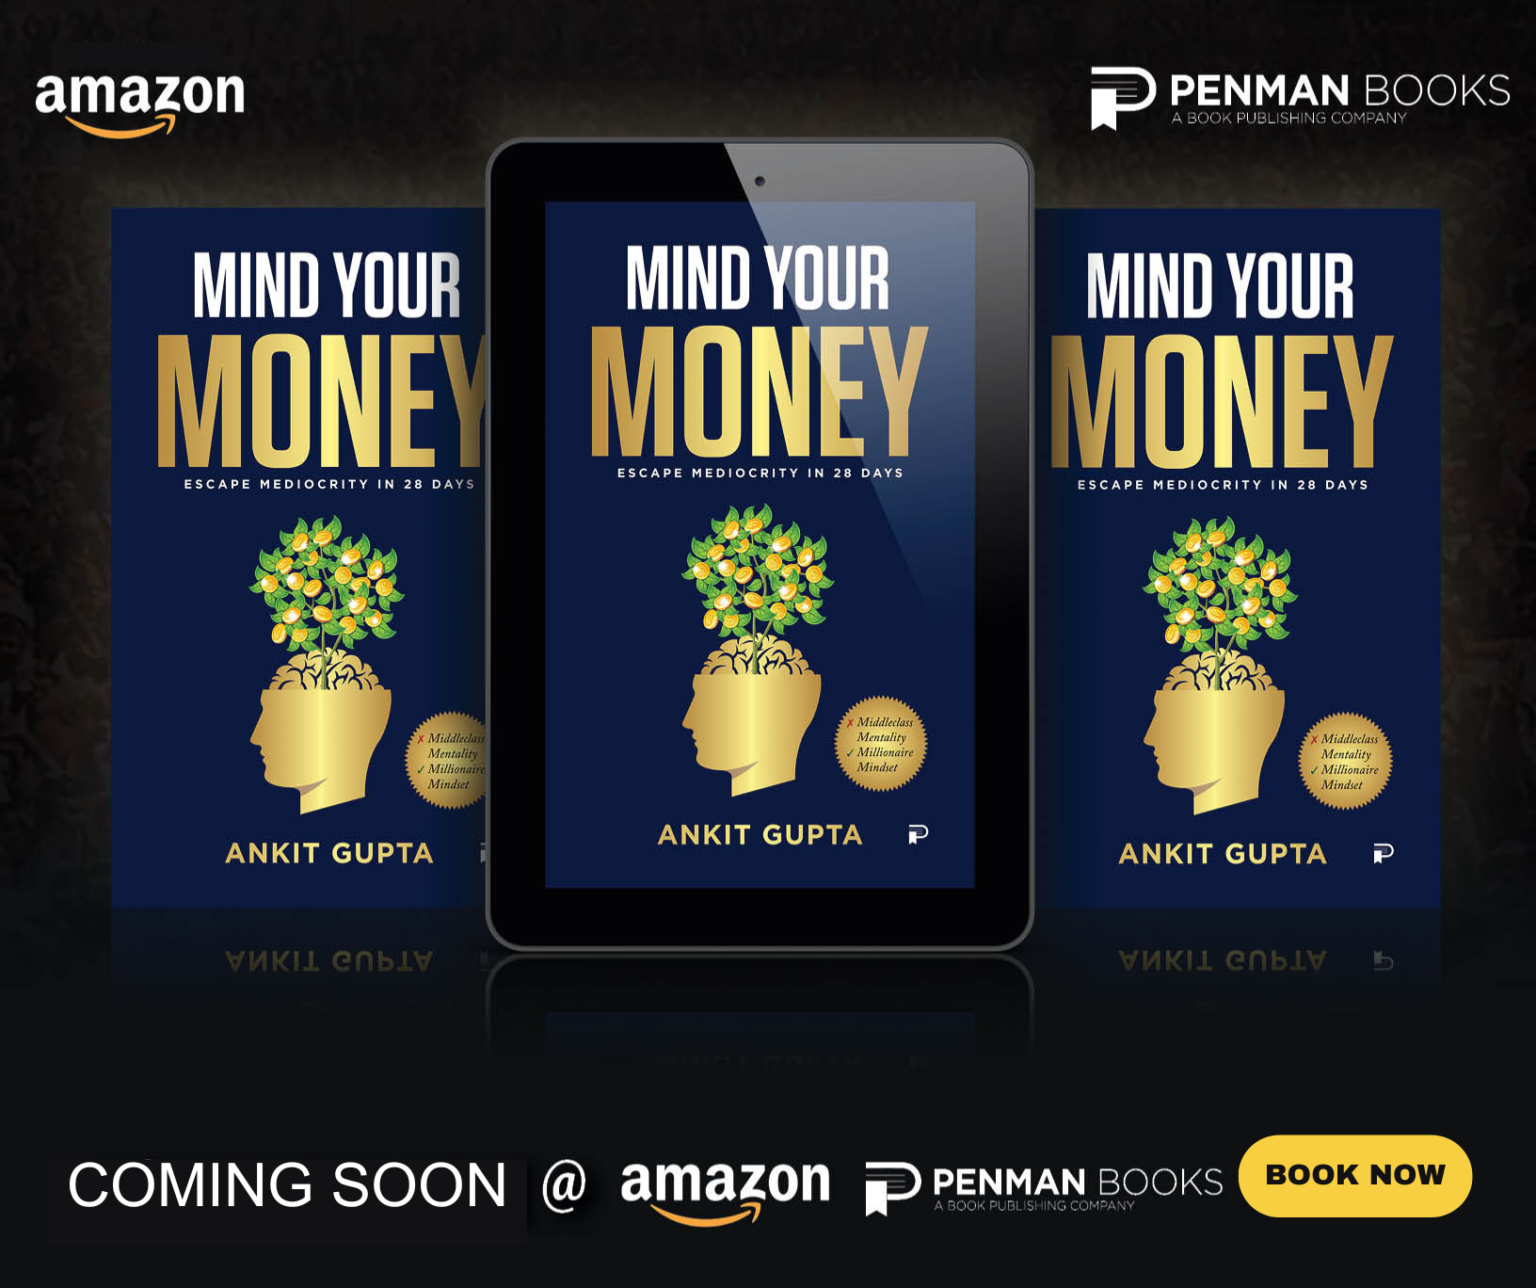 amazon
PENMAN BOOKS
A BOOK PUBLISHING COMPANY
MIND YOUR
MONEY
ESCAPE MEDIOCRITY IN 28 DAYS
✗ Middleclass
Mentality
✓ Millionaire
Mindset
ANKIT GUPTA
MIND YOUR
MONEY
ESCAPE MEDIOCRITY IN 28 DAYS
✗ Middleclass
Mentality
✓ Millionaire
Mindset
ANKIT GUPTA
MIND YOUR
MONEY
ESCAPE MEDIOCRITY IN 28 DAYS
✗ Middleclass
Mentality
✓ Millionaire
Mindset
ANKIT GUPTA
COMING SOON @ amazon PENMAN BOOKS
A BOOK PUBLISHING COMPANY
BOOK NOW